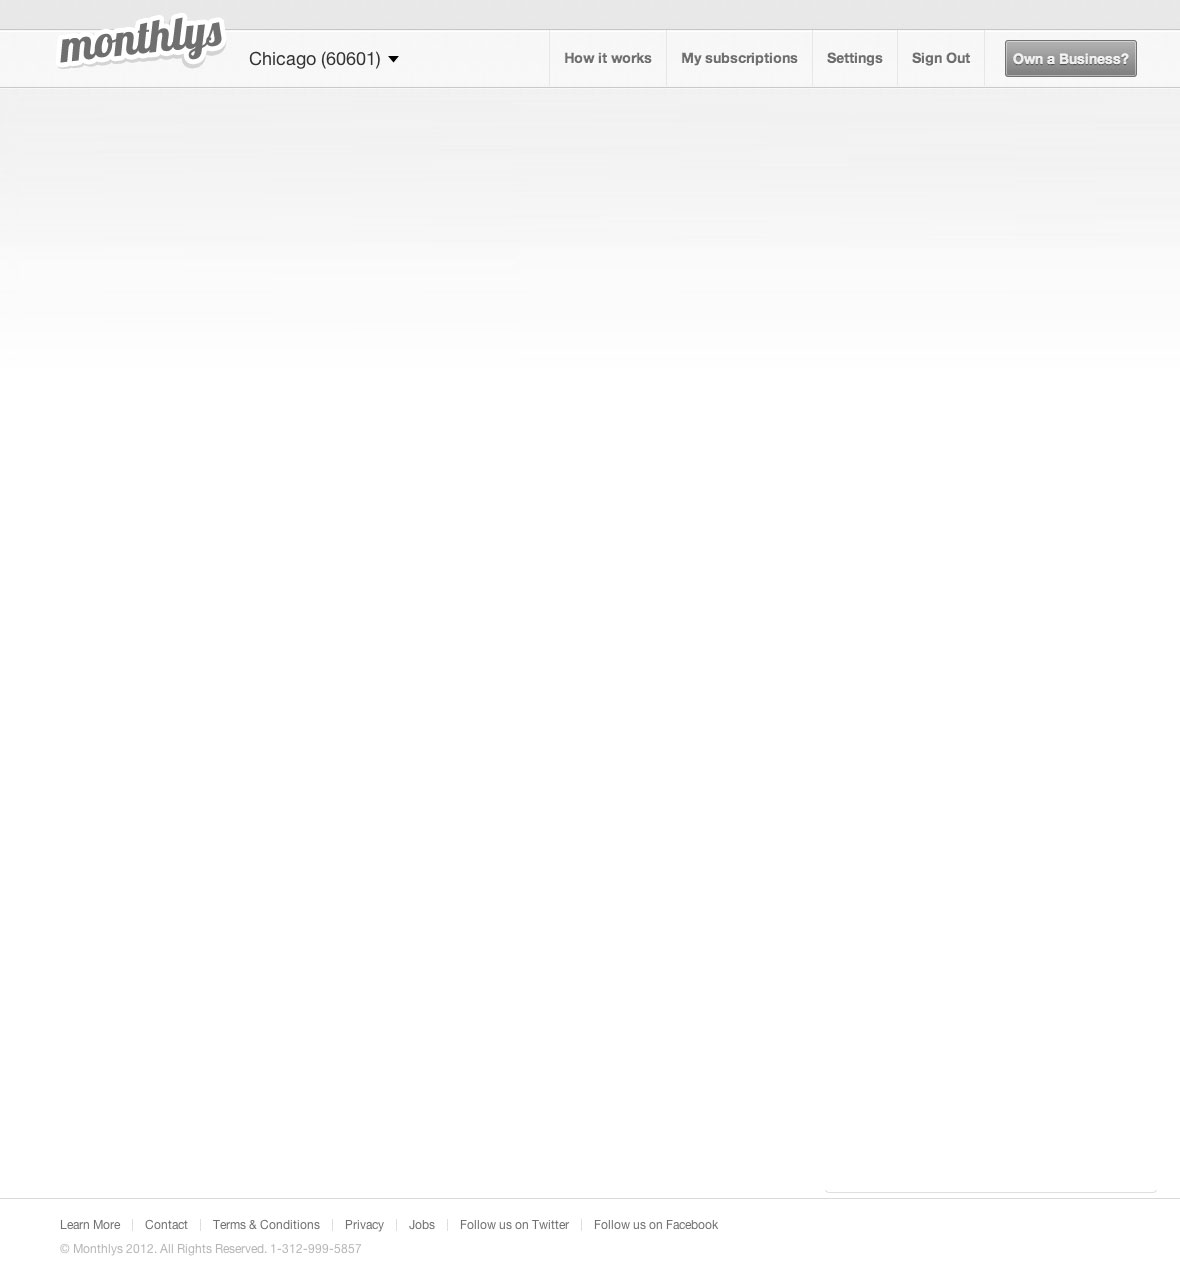 monthlys
Chicago (60601)
How it works
My subscriptions
Settings
Sign Out
Own a Business?
Learn More
Contact
Terms & Conditions
Privacy
Jobs
Follow us on Twitter
Follow us on Facebook
© Monthlys 2012. All Rights Reserved. 1-312-999-5857